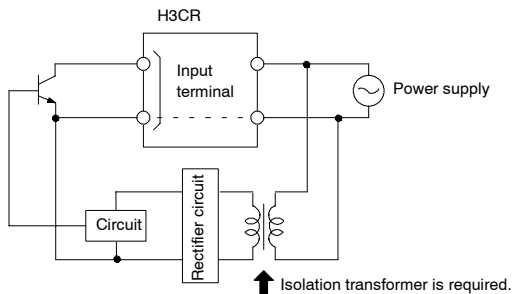 H3CR
Input
terminal
Power supply
Circuit
Rectifier circuit
Isolation transformer is required.